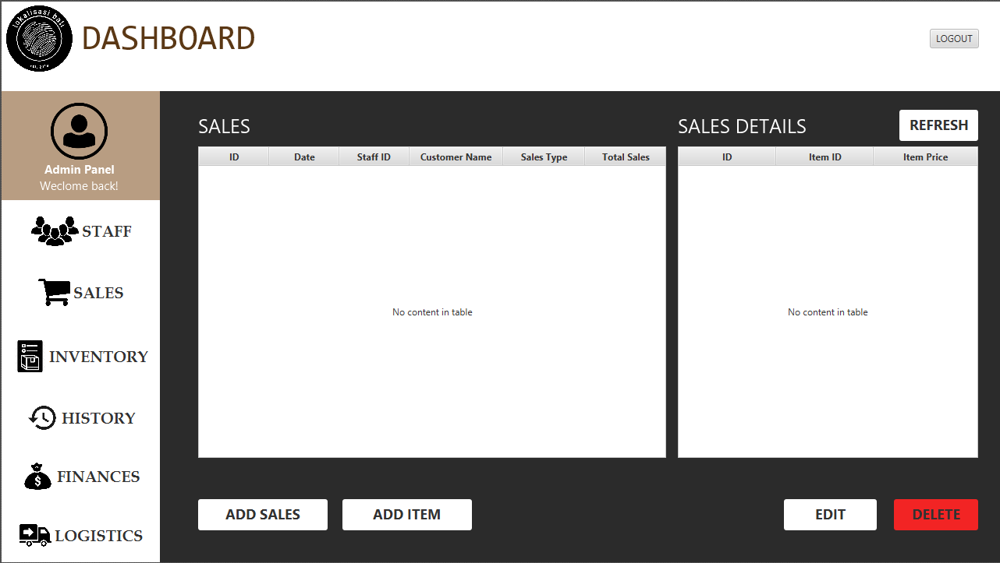 lokalisasi bali
DASHBOARD
LOGOUT
Admin Panel
Weclome back!
STAFF
SALES
INVENTORY
HISTORY
FINANCES
LOGISTICS
SALES
ID Date Staff ID Customer Name Sales Type Total Sales
No content in table
SALES DETAILS
REFRESH
ID Item ID Item Price
No content in table
ADD SALES
ADD ITEM
EDIT
DELETE